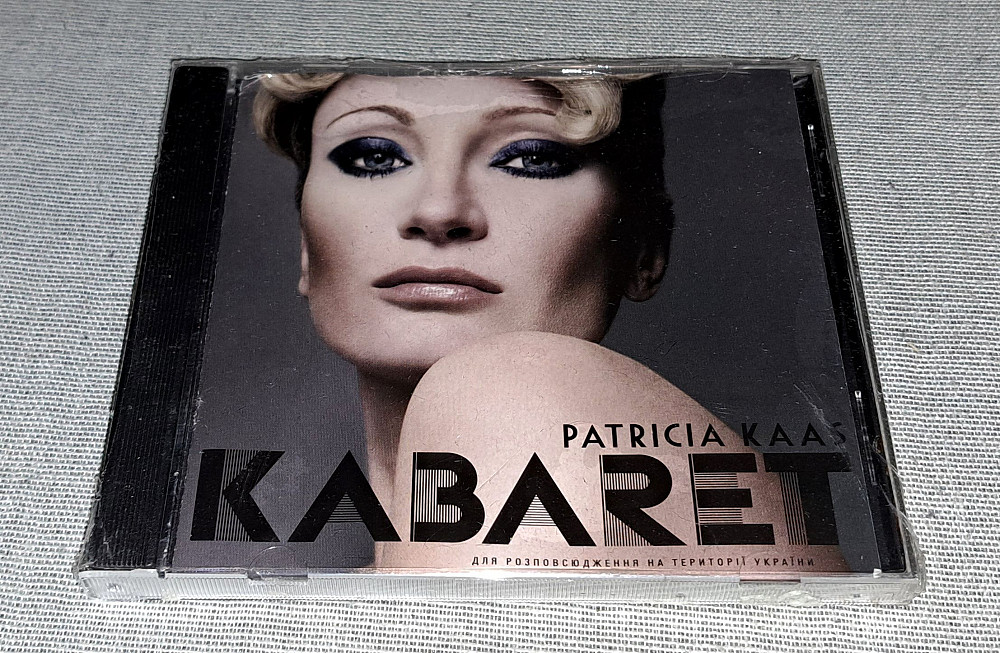 PATRICIA KAAS
KABARET
ДЛЯ РОЗПОВСЮДЖЕННЯ НА ТЕРИТОРІЇ УКРАЇНИ